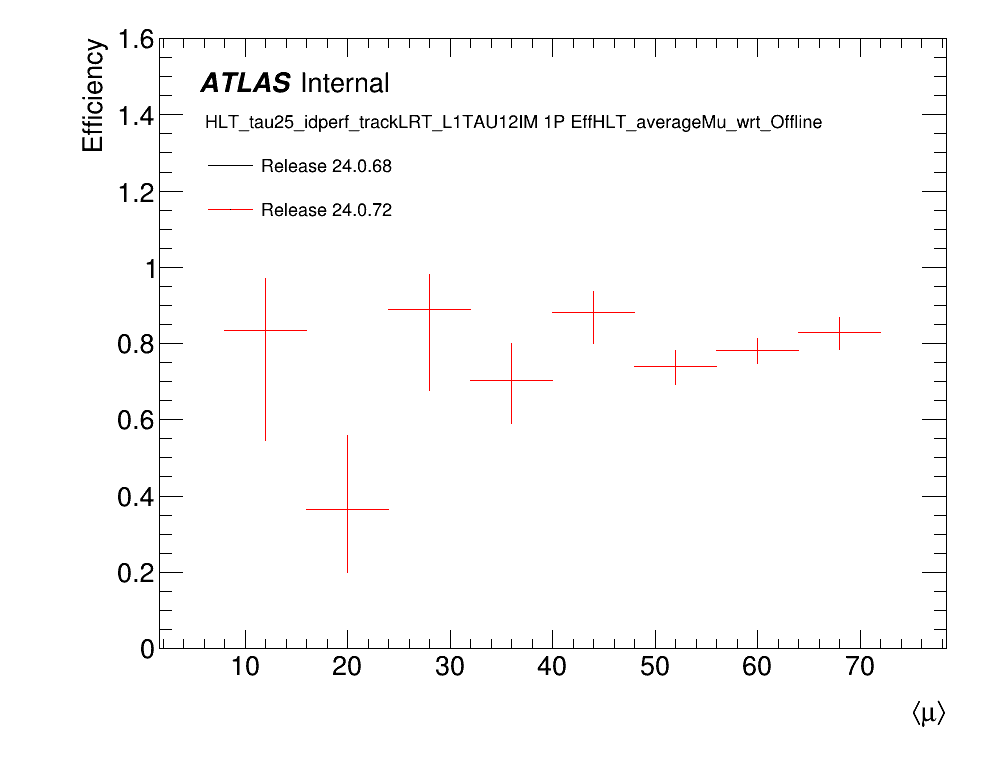 Efficiency
1.6
1.4
1.2
1
0.8
0.6
0.4
0.2
0
ATLAS Internal
HLT_tau25_idperf_trackLRT_L1TAU12IM 1P EffHLT_averageMu_wrt_Offline
Release 24.0.68
Release 24.0.72
10 20 30 40 50 60 70
⟨μ⟩